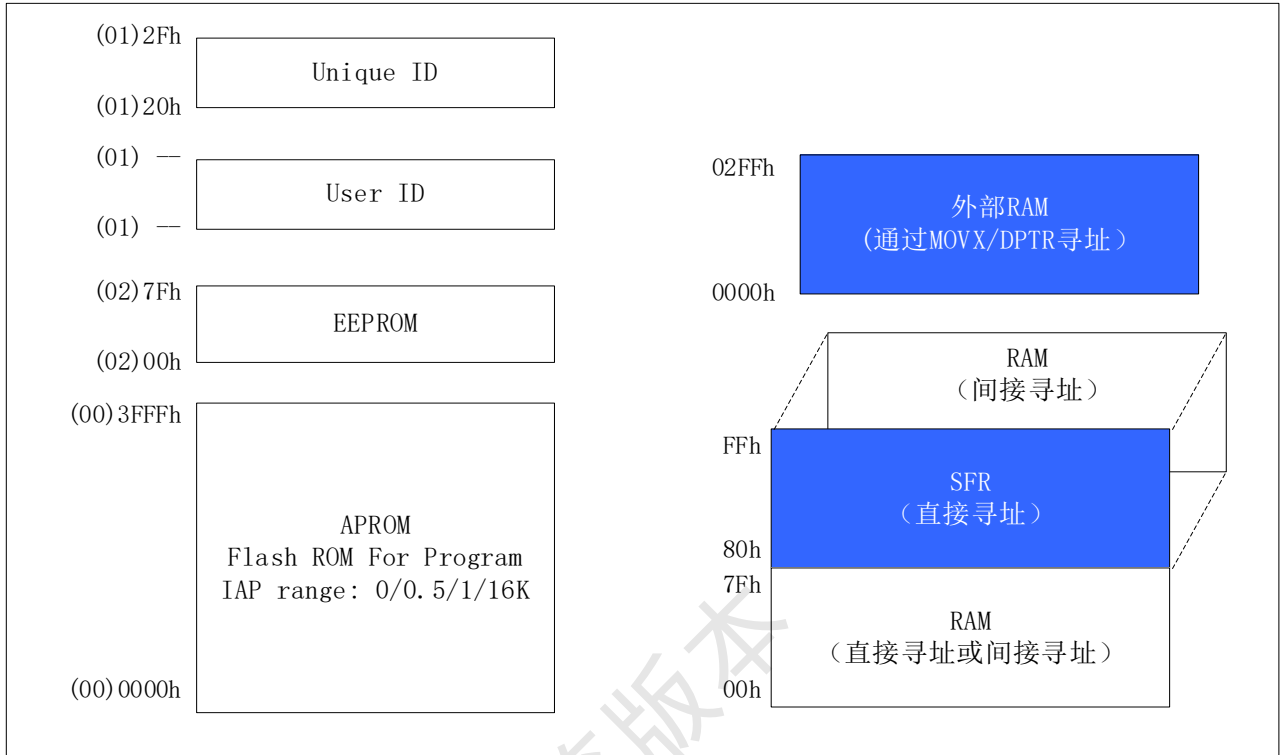 (01)2Fh
Unique ID
(01)20h
(01) —
User ID
(01) —
(02)7Fh
EEPROM
(02)00h
(00)3FFFh
APROM
Flash ROM For Program
IAP range: 0/0.5/1/16K
(00)0000h
02FFh
外部RAM
(通过MOVX/DPTR寻址）
0000h
RAM
（间接寻址）
FFh
SFR
（直接寻址）
80h
7Fh
RAM
（直接寻址或间接寻址）
00h
版本